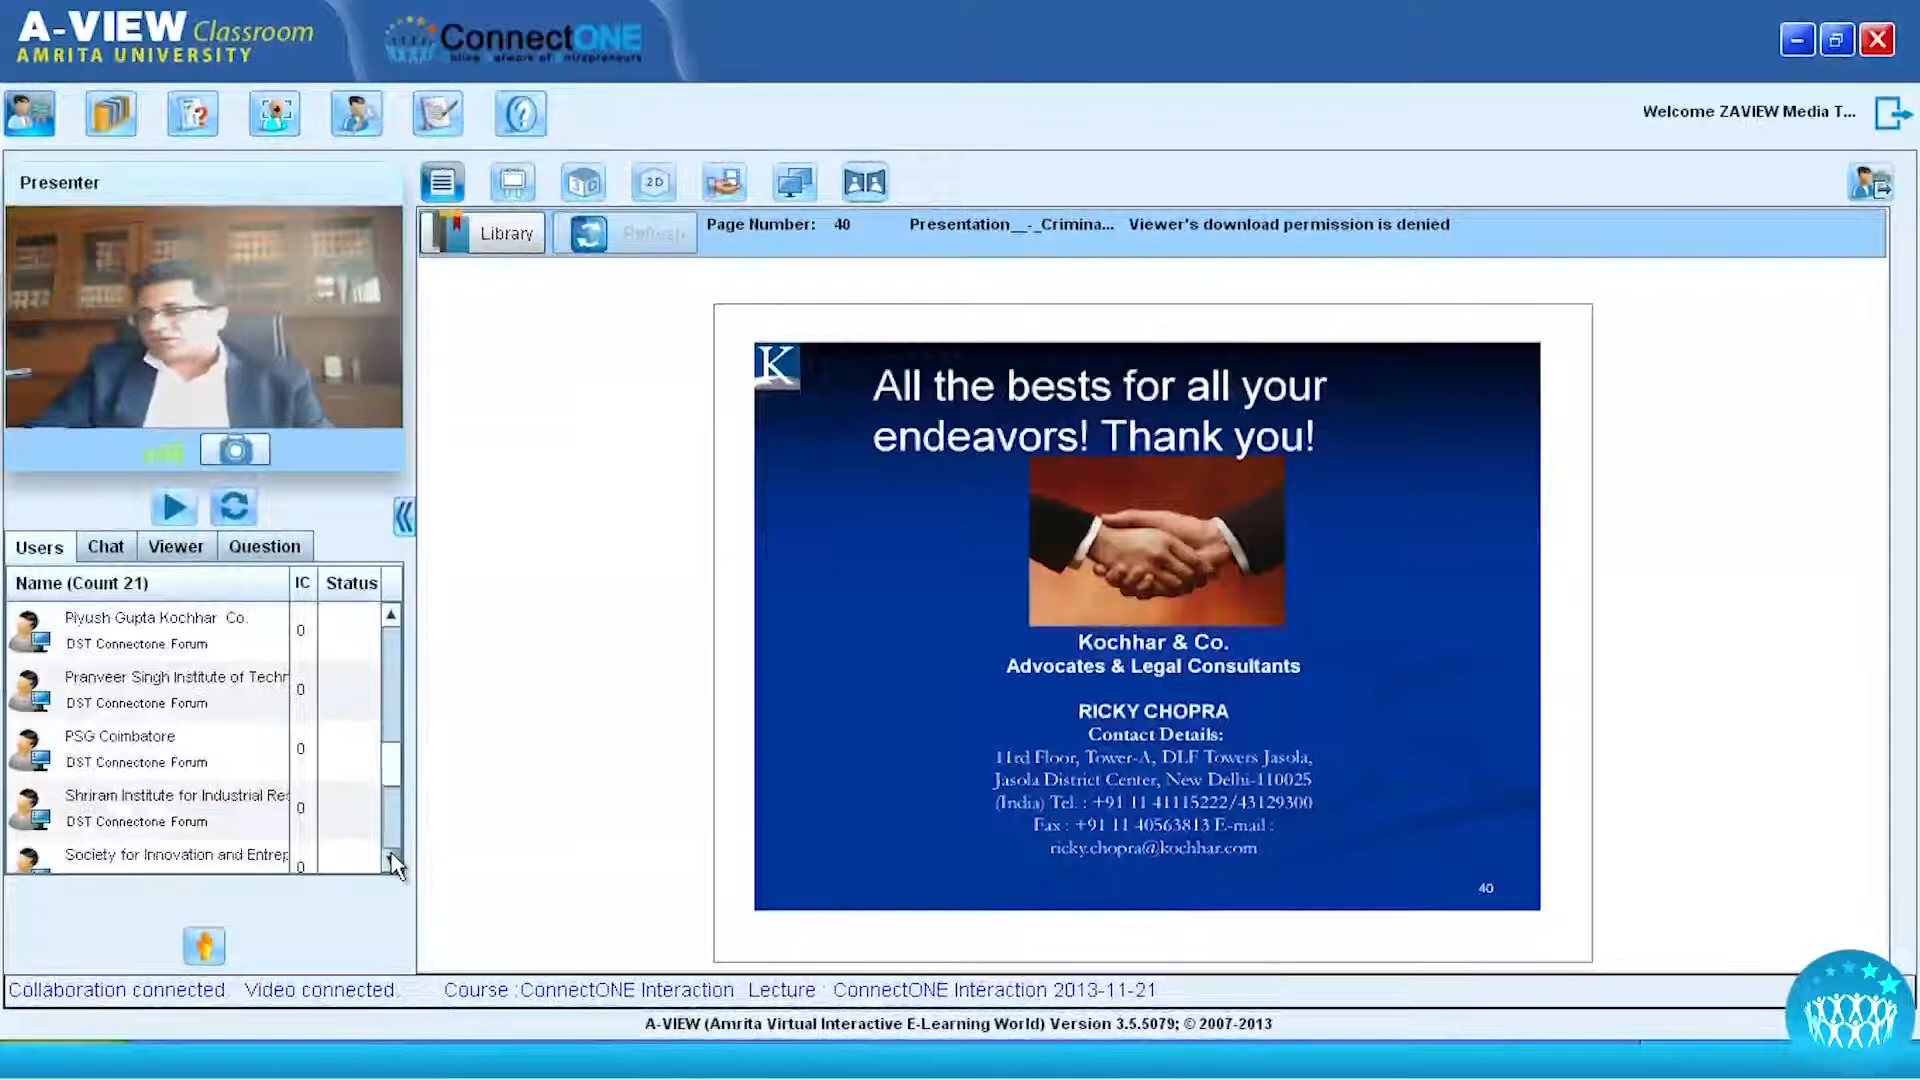 A-VIEW Classroom
AMRITA UNIVERSITY
ConnectONE
Welcome ZAVIEW Media T...
Presenter
2D
Library
Refresh
Page Number: 40 Presentation__-_Crimina... Viewer's download permission is denied
K
All the bests for all your
endeavors! Thank you!
Kochhar & Co.
Advocates & Legal Consultants
RICKY CHOPRA
Contact Details:
11rd Floor, Tower-A, DLF Towers Jasola,
Jasola District Center, New Delhi-110025
(India) Tel. : +91 11 41115222/43129300
Fax : +91 11 40563813 E-mail :
ricky.chopra@kochhar.com
40
Users Chat Viewer Question
Name (Count 21) IC Status
Piyush Gupta Kochhar Co.
DST Connectone Forum
0
Pranveer Singh Institute of Techr
DST Connectone Forum
0
PSG Coimbatore
DST Connectone Forum
0
Shriram Institute for Industrial Res
DST Connectone Forum
0
Society for Innovation and Entrep
0
Collaboration connected. Video connected. Course :ConnectONE Interaction Lecture : ConnectONE Interaction 2013-11-21
A-VIEW (Amrita Virtual Interactive E-Learning World) Version 3.5.5079; © 2007-2013